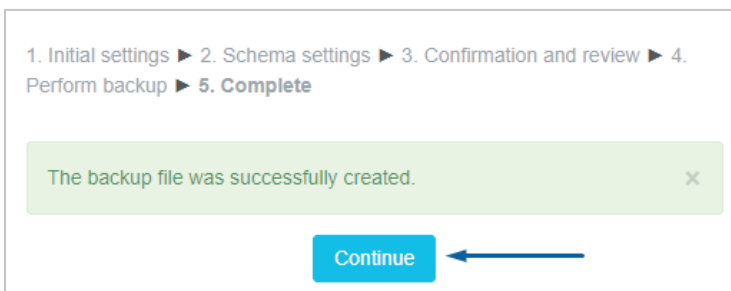 1. Initial settings ► 2. Schema settings ► 3. Confirmation and review ► 4.
Perform backup ► 5. Complete
The backup file was successfully created. ×
Continue